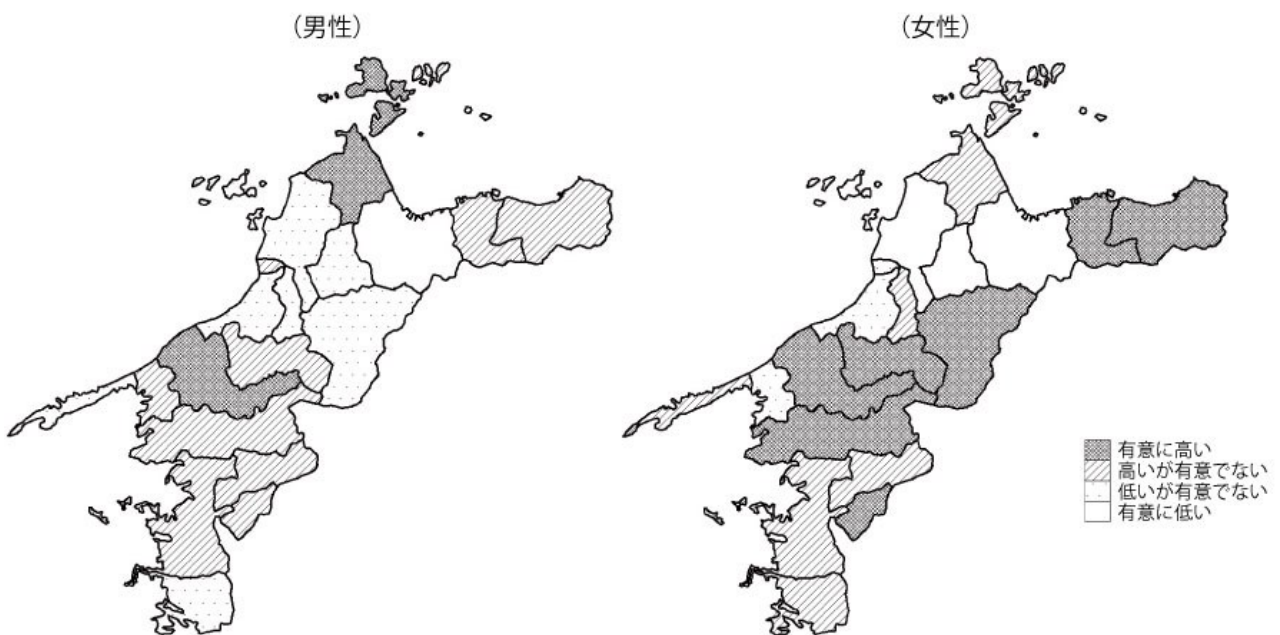 (男性)
(女性)
有意に高い
高いが有意でない
低いが有意でない
有意に低い